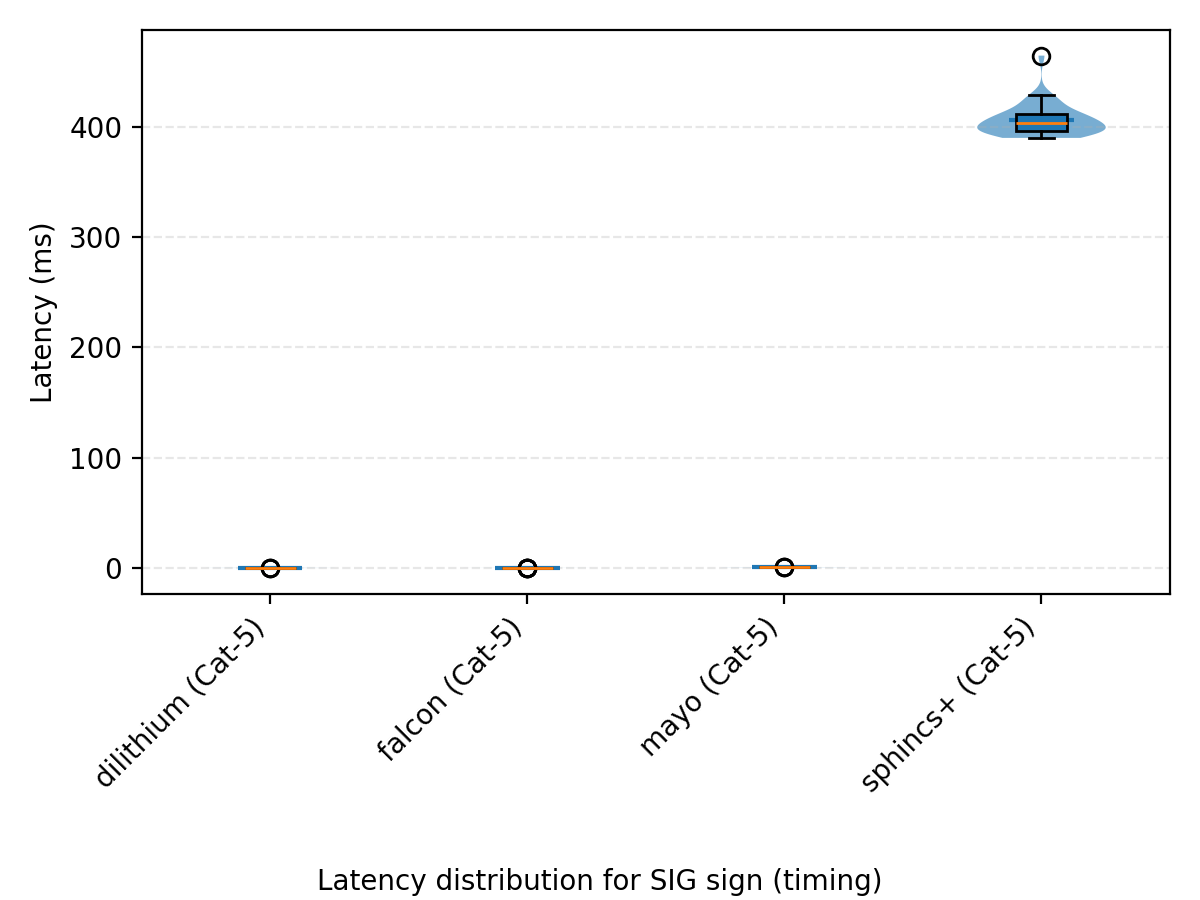 400
300
200
100
0
Latency (ms)
dilithium (Cat-5)
falcon (Cat-5)
mayo (Cat-5)
sphincs+ (Cat-5)
Latency distribution for SIG sign (timing)